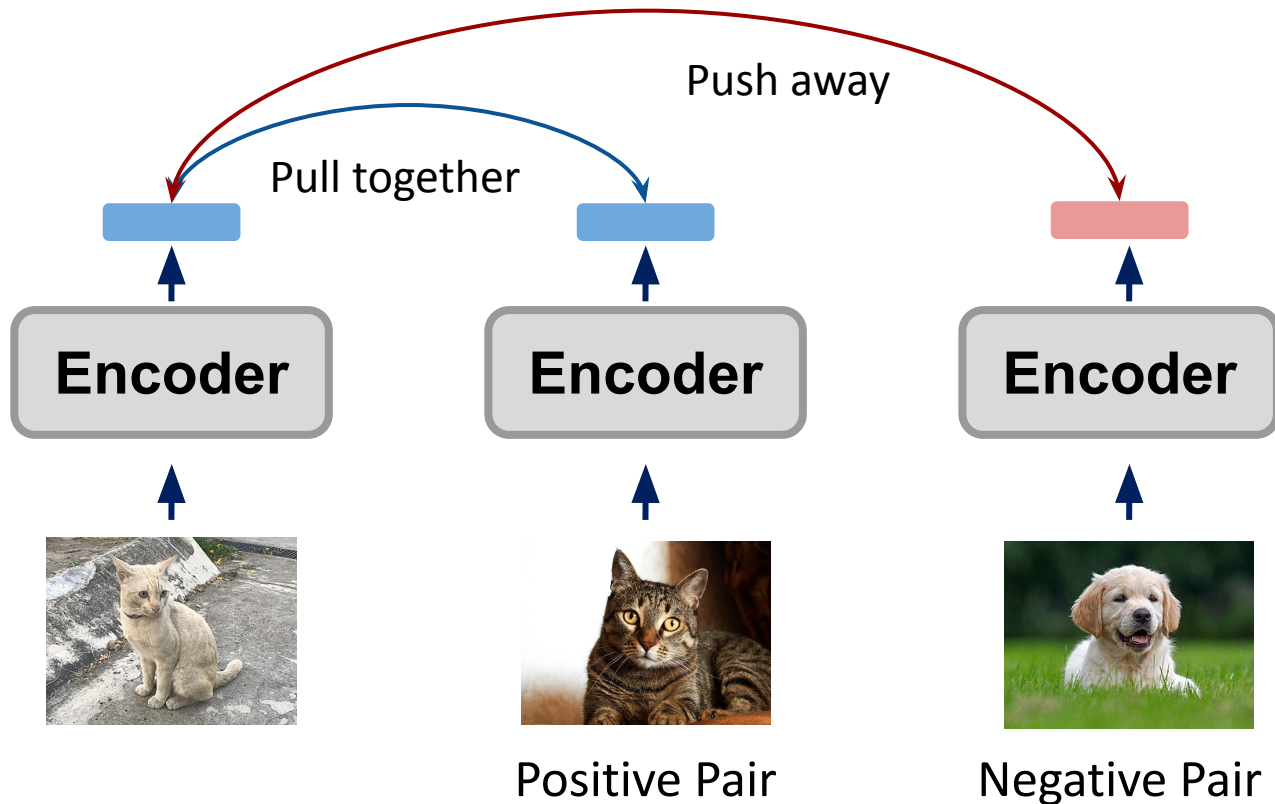 Push away
Pull together
Encoder
Encoder
Encoder
Positive Pair
Negative Pair